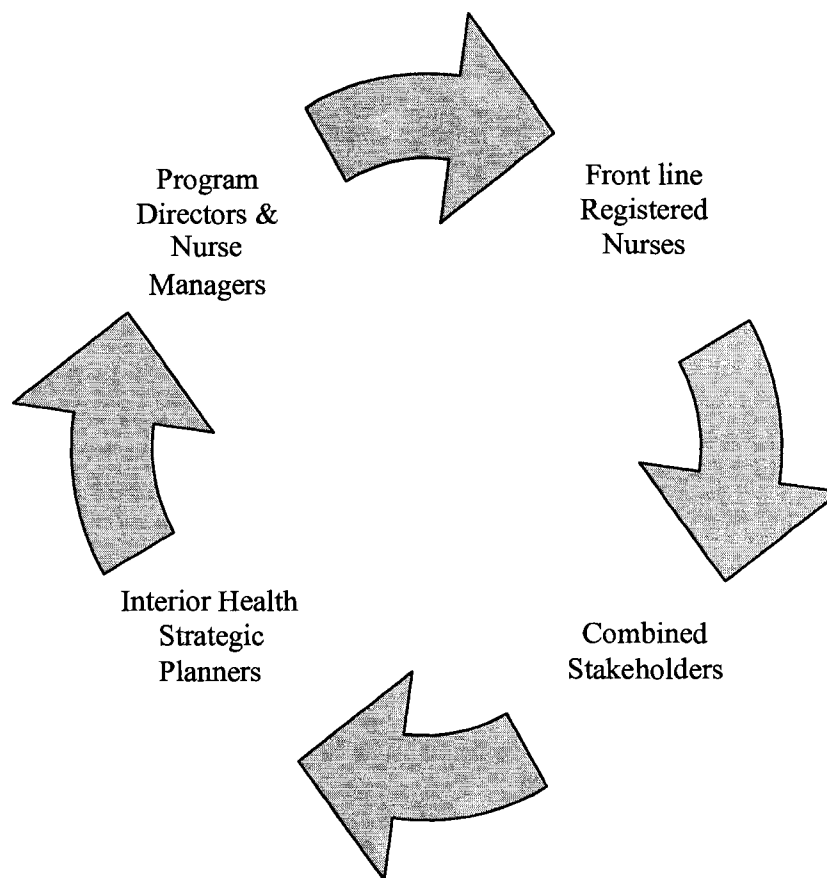 Program
Directors &
Nurse
Managers
Front line
Registered
Nurses
Interior Health
Strategic
Planners
Combined
Stakeholders